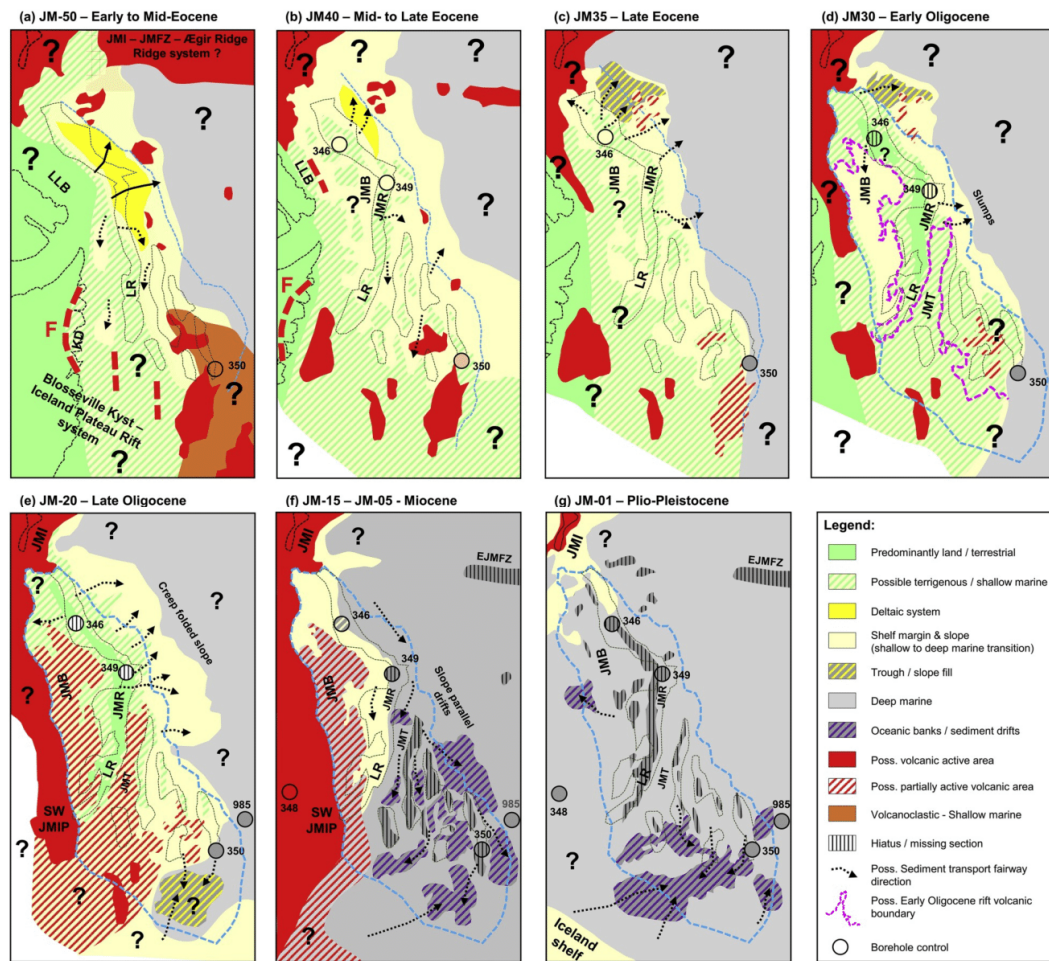 (a) JM-50 – Early to Mid-Eocene
JMI – JMFZ – Ægir Ridge
Ridge system ?
?
?
?
LLB
LR
F
KD
?
350
?
Blosseville Kyst –
Iceland Plateau Rift
system
?
(b) JM40 – Mid- to Late Eocene
?
?
346
LLB
349
JMB
?
JMR
F
LR
?
350
?
?
(c) JM35 – Late Eocene
?
?
?
346
JMB
JMR
?
LR
?
350
?
?
(d) JM30 – Early Oligocene
?
?
346
?
?
JMB
349
JMR
Slumps
?
LR
JMT
?
350
?
(e) JM-20 – Late Oligocene
JMI
?
?
346
Creep folded slope
?
349
?
JMB
JMR
LR
JMT
985
SW
JMIP
?
350
?
?
?
(f) JM-15 – JM-05 - Miocene
JMI
?
EJMFZ
346
349
JMB
JMR
Slope parallel
drifts
JMT
LR
348
SW
JMIP
985
350
?
(g) JM-01 – Plio-Pleistocene
JMI
?
EJMFZ
346
JMB
349
JMR
LR
JMT
348
985
350
?
Iceland
shelf
Legend:
Predominantly land / terrestrial
Possible terrigenous / shallow marine
Deltaic system
Shelf margin & slope
(shallow to deep marine transition)
Trough / slope fill
Deep marine
Oceanic banks / sediment drifts
Poss. volcanic active area
Poss. partially active volcanic area
Volcanoclastic - Shallow marine
Hiatus / missing section
Poss. Sediment transport fairway
direction
Poss. Early Oligocene rift volcanic
boundary
Borehole control